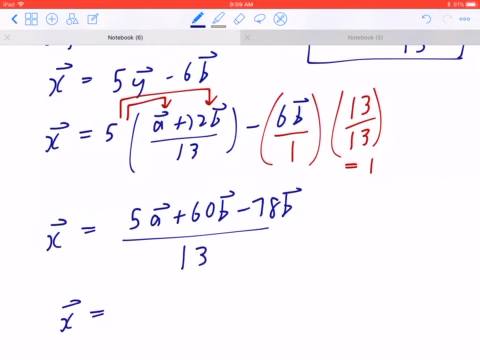 iPad 9:59 AM 81%
Notebook (6) Notebook (5)
13
x⃗ = 5y⃗ - 6b⃗
x⃗ = 5 ( (a⃗ + 12b⃗) / 13 ) - ( 6b⃗ / 1 ) ( 13 / 13 )
= 1
x⃗ = (5a⃗ + 60b⃗ - 78b⃗) / 13
x⃗ =